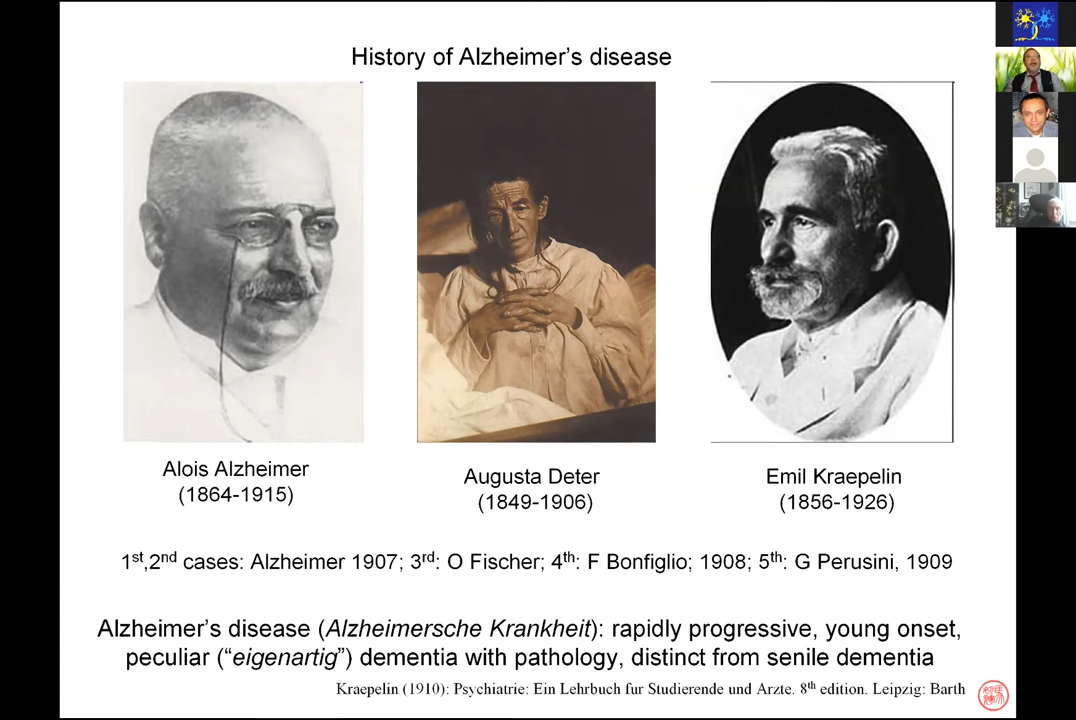 History of Alzheimer's disease
Alois Alzheimer
(1864-1915)
Augusta Deter
(1849-1906)
Emil Kraepelin
(1856-1926)
1st,2nd cases: Alzheimer 1907; 3rd: O Fischer; 4th: F Bonfiglio; 1908; 5th: G Perusini, 1909
Alzheimer's disease (Alzheimersche Krankheit): rapidly progressive, young onset,
peculiar (“eigenartig”) dementia with pathology, distinct from senile dementia
Kraepelin (1910): Psychiatrie: Ein Lehrbuch fur Studierende und Arzte. 8th edition. Leipzig: Barth